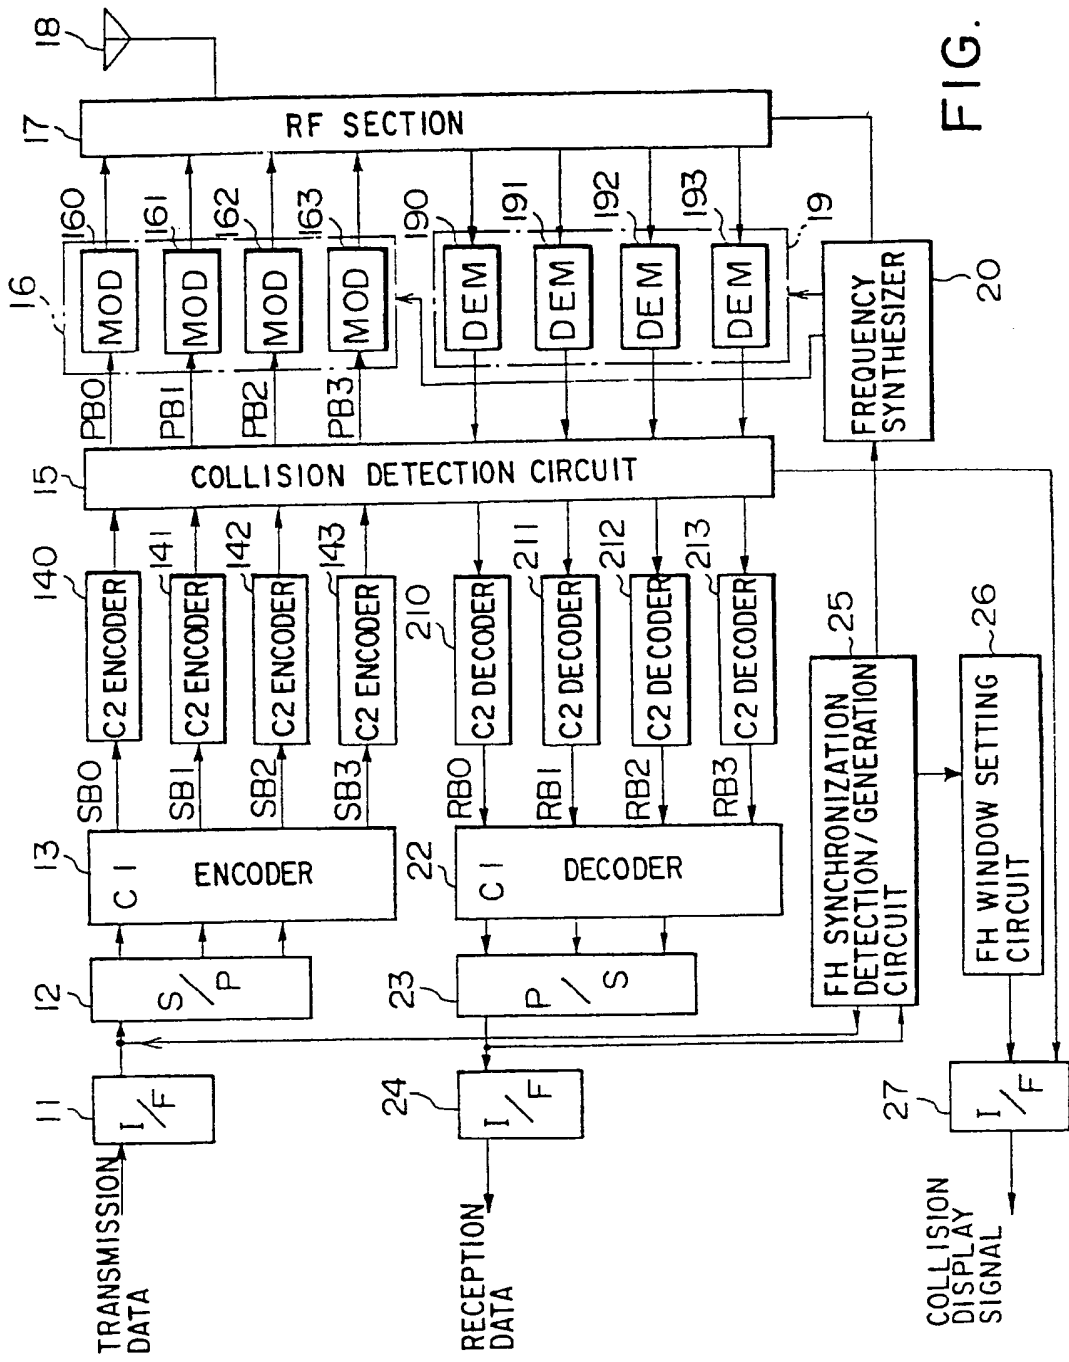 TRANSMISSION
DATA
11
I/F
12
S/P
13
C1
ENCODER
SB0
SB1
SB2
SB3
140
C2 ENCODER
141
C2 ENCODER
142
C2 ENCODER
143
C2 ENCODER
15
COLLISION DETECTION CIRCUIT
PB0
PB1
PB2
PB3
16
160
MOD
161
MOD
162
MOD
163
MOD
17
RF SECTION
18
RECEPTION
DATA
24
I/F
23
P/S
22
C1
DECODER
RB0
RB1
RB2
RB3
210
C2 DECODER
211
C2 DECODER
212
C2 DECODER
213
C2 DECODER
190
DEM
191
DEM
192
DEM
193
DEM
19
FH SYNCHRONIZATION
DETECTION/GENERATION
CIRCUIT
25
FREQUENCY
SYNTHESIZER
20
FH WINDOW SETTING
CIRCUIT
26
27
I/F
COLLISION
DISPLAY
SIGNAL
FIG.